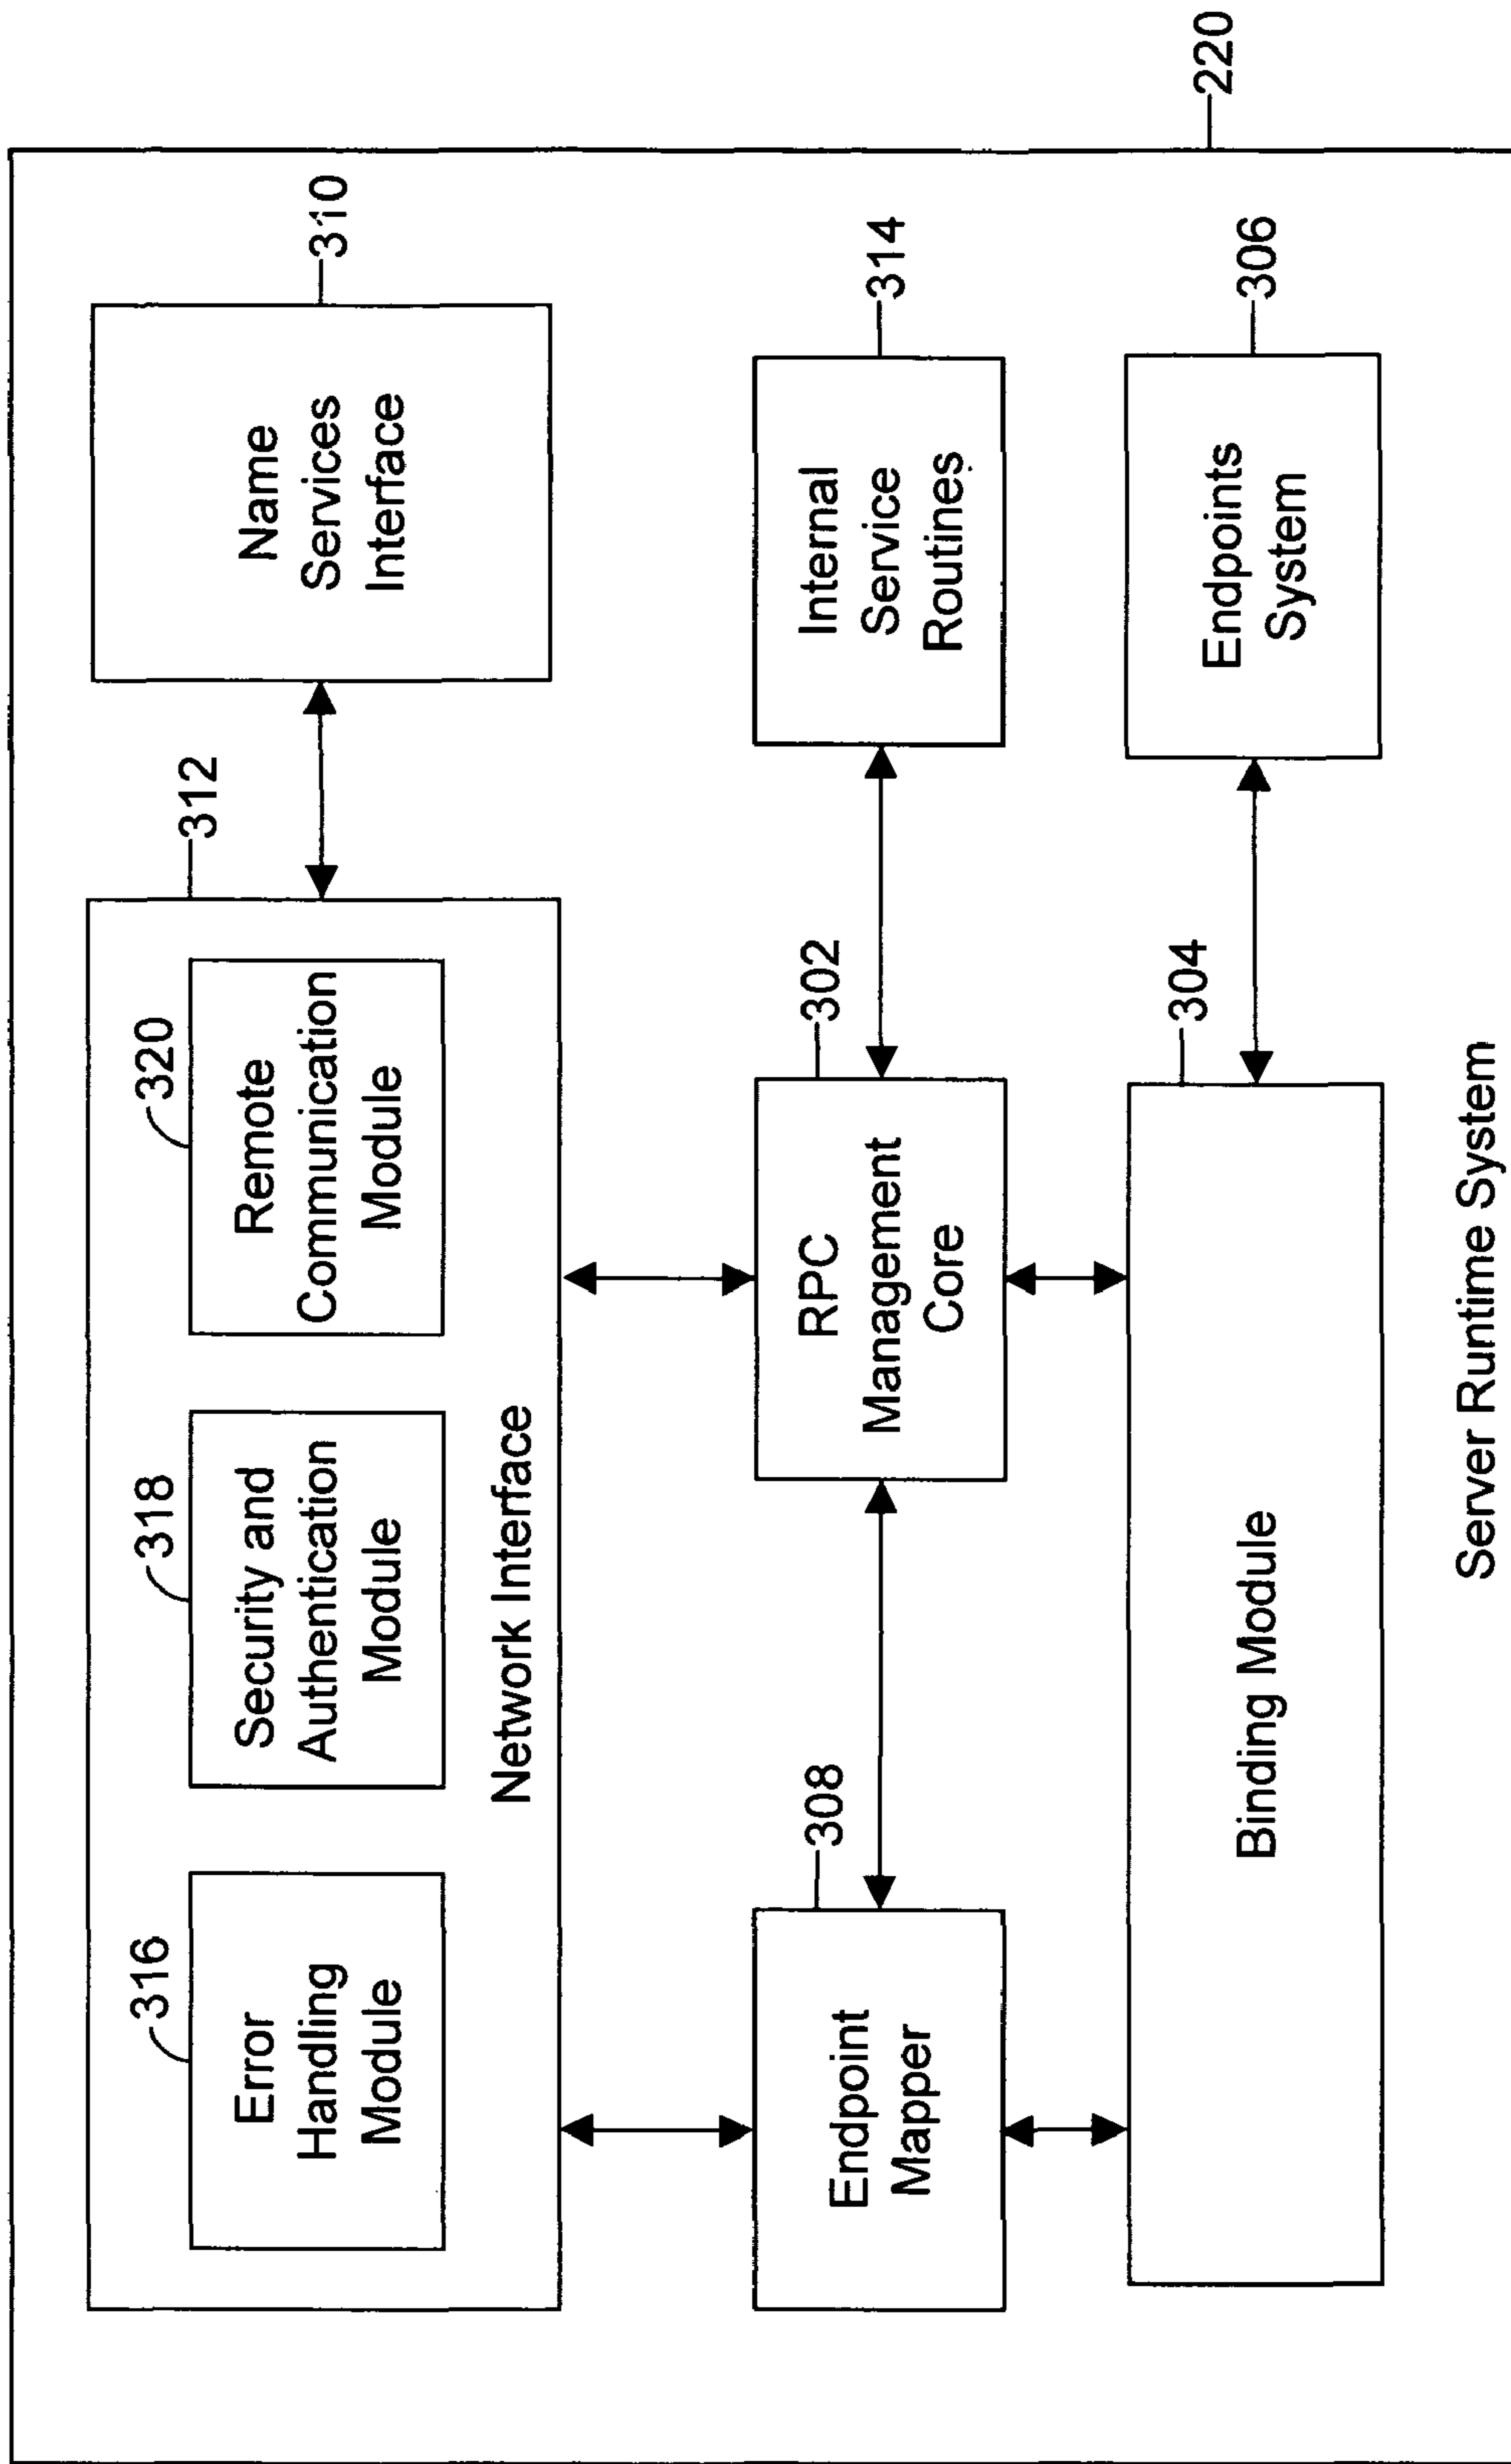 316
Error
Handling
Module
318
Security and
Authentication
Module
320
Remote
Communication
Module
Network Interface
312
Name
Services
Interface
310
308
Endpoint
Mapper
302
RPC
Management
Core
Internal
Service
Routines
314
304
Binding Module
Endpoints
System
306
Server Runtime System
220